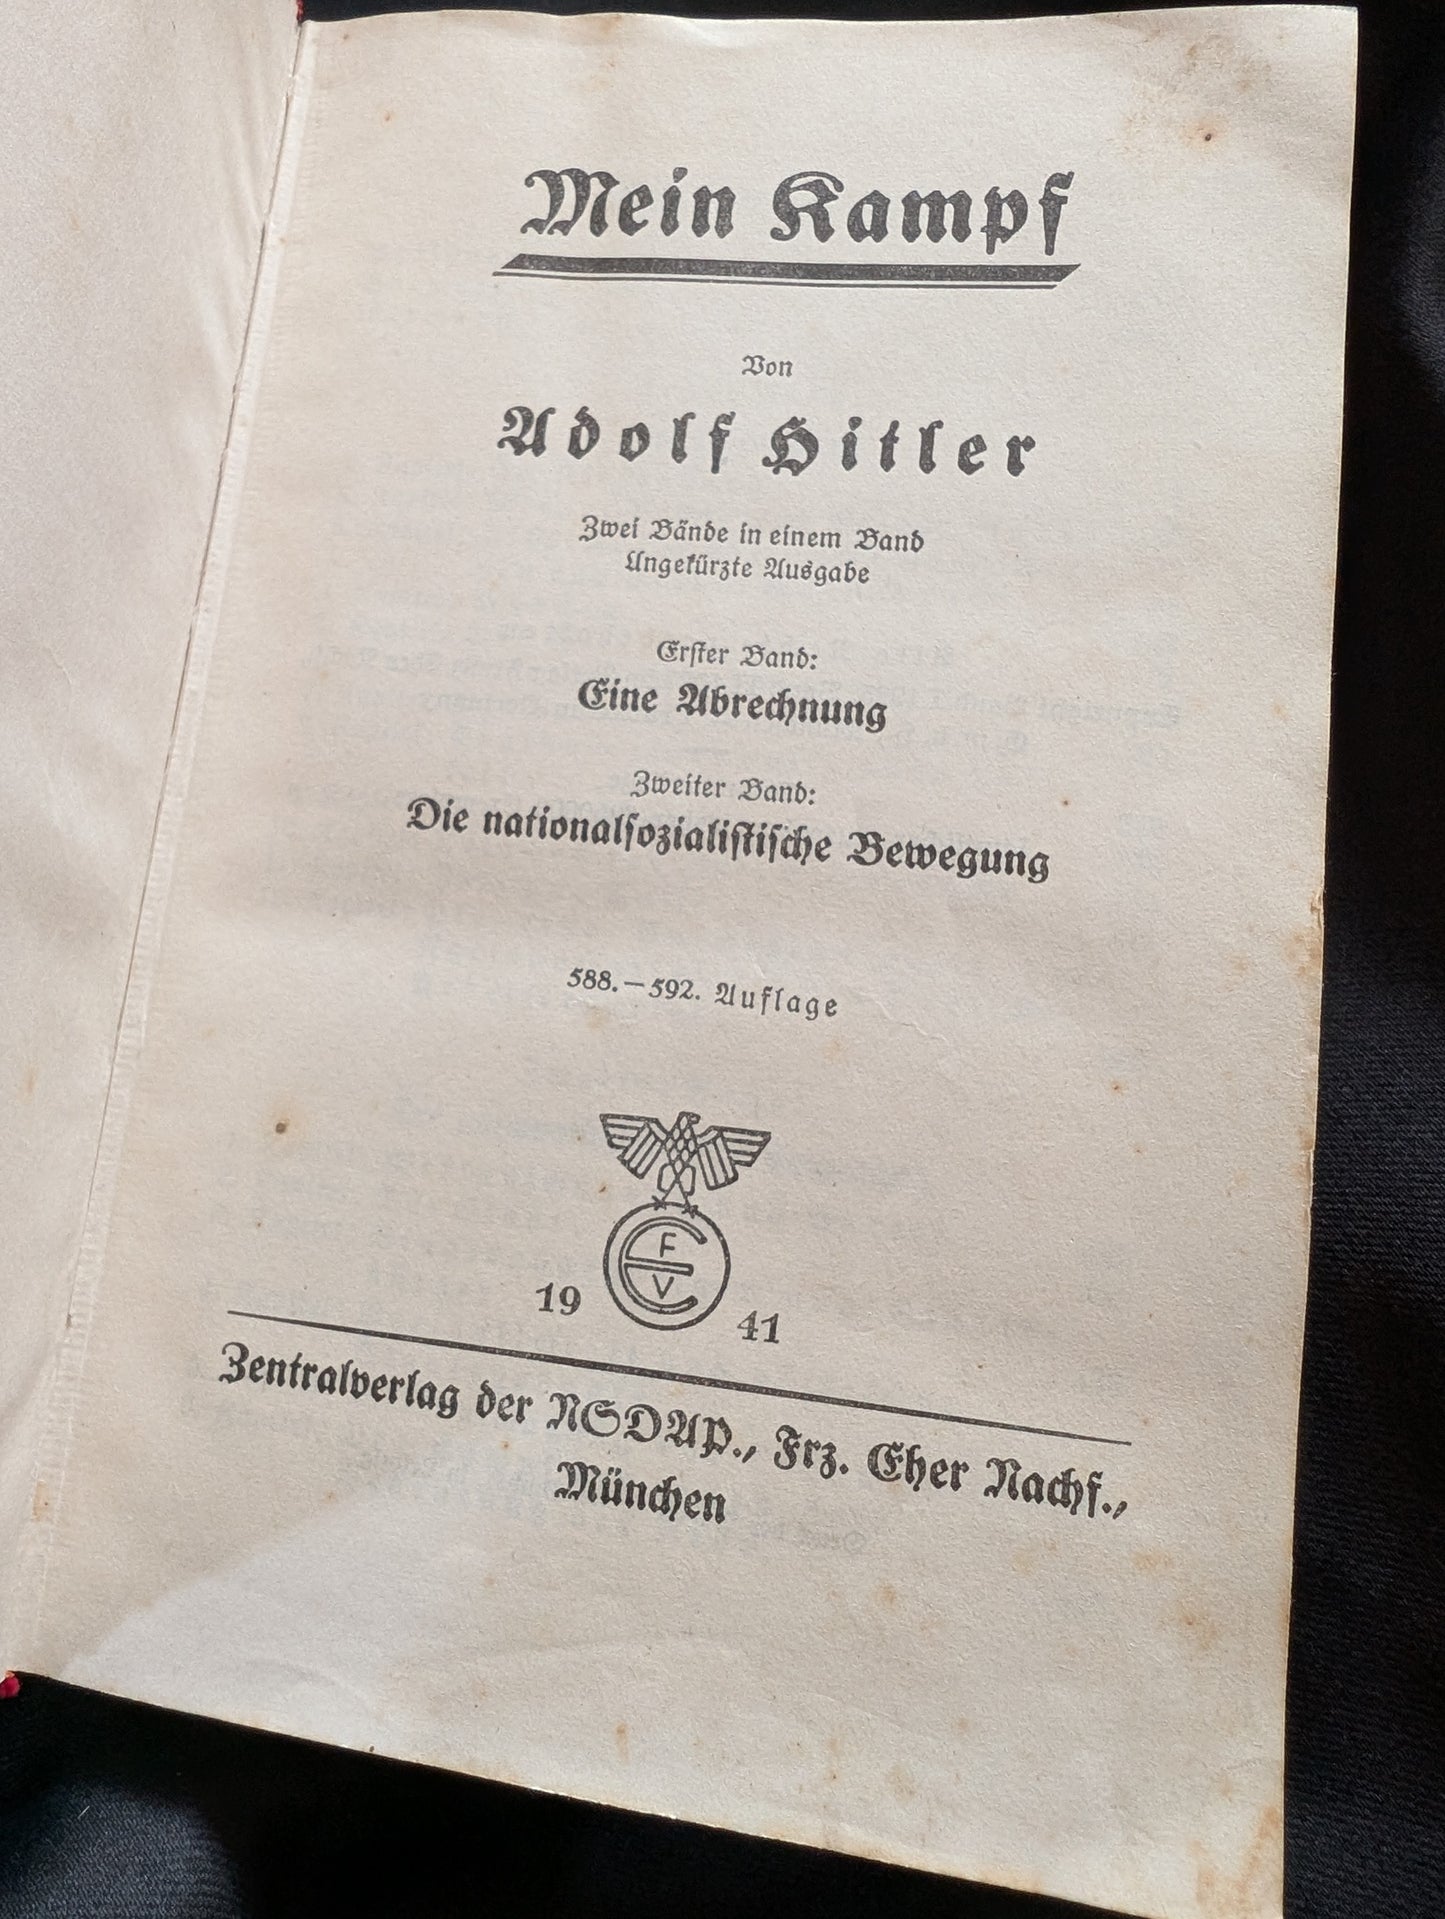 Mein Kampf
Von
Adolf Hitler
Zwei Bände in einem Band
Ungekürzte Ausgabe
Erster Band:
Eine Abrechnung
Zweiter Band:
Die nationalsozialistische Bewegung
588.–592. Auflage
F
E
V
19 41
Zentralverlag der NSDAP., Frz. Eher Nachf.,
München